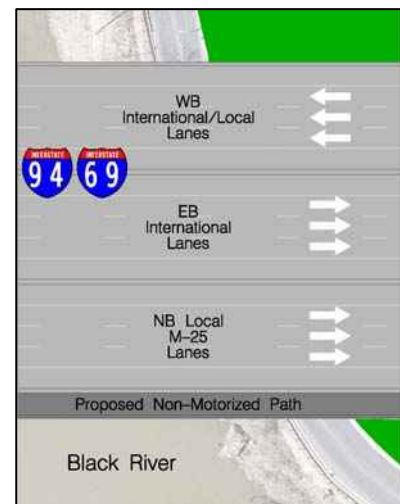 WB
International/Local
Lanes
INTERSTATE INTERSTATE
94 69
EB
International
Lanes
NB Local
M-25
Lanes
Proposed Non-Motorized Path
Black River